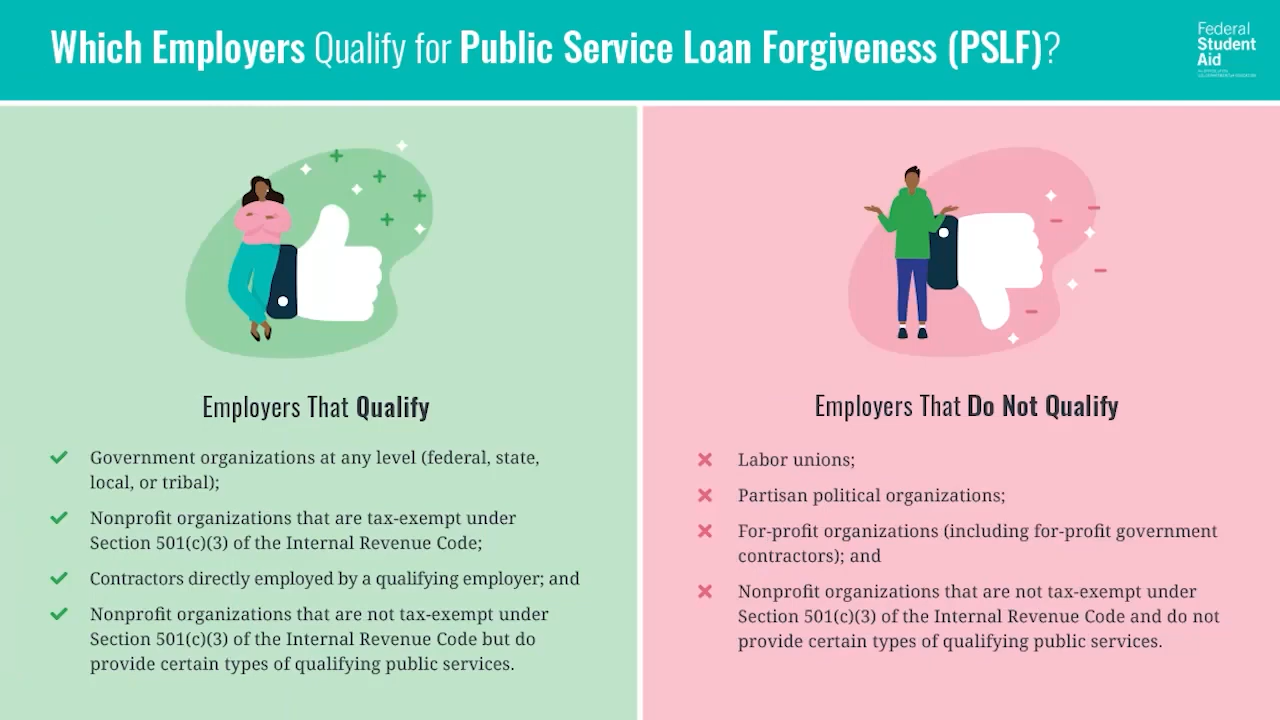 Which Employers Qualify for Public Service Loan Forgiveness (PSLF)?
Federal
Student
Aid
Employers That Qualify
Government organizations at any level (federal, state,
local, or tribal);
Nonprofit organizations that are tax-exempt under
Section 501(c)(3) of the Internal Revenue Code;
Contractors directly employed by a qualifying employer; and
Nonprofit organizations that are not tax-exempt under
Section 501(c)(3) of the Internal Revenue Code but do
provide certain types of qualifying public services.
Employers That Do Not Qualify
Labor unions;
Partisan political organizations;
For-profit organizations (including for-profit government
contractors); and
Nonprofit organizations that are not tax-exempt under
Section 501(c)(3) of the Internal Revenue Code and do not
provide certain types of qualifying public services.